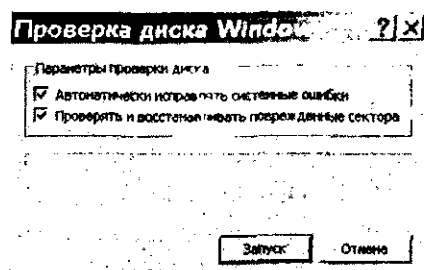 Проверка диска Windo
Параметры проверки диска
Автоматически исправлять системные ошибки
Проверять и восстанавливать поврежденные сектора
Запуск Отмена